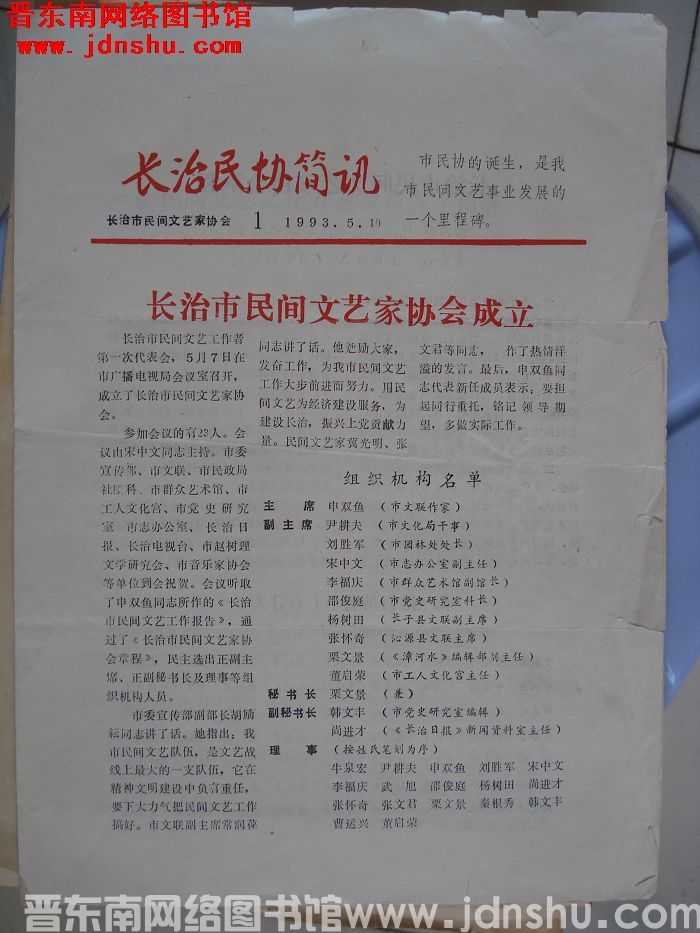 晋东南网络图书馆
www.jdnshu.com
长治民协简讯
长治市民间文艺家协会 1 1993.5.10
市民协的诞生，是我
市民间文艺事业发展的
一个里程碑。
长治市民间文艺家协会成立
长治市民间文艺工作者
第一次代表会，5月7日在
市广播电视局会议室召开，
成立了长治市民间文艺家协
会。
参加会议的有23人。会
议由宋中文同志主持。市委
宣传部、市文联、市民政局
社团科、市群众艺术馆、市
工人文化宫、市党史研究
室、市志办公室、长治日
报、长治电视台、市赵树理
文学研究会、市音乐家协会
等单位到会祝贺。会议听取
了申双鱼同志所作的《长治
市民间文艺工作报告》，通
过了《长治市民间文艺家协
会章程》，民主选出正副主
席、正副秘书长及理事等组
织机构人员。
市委宣传部副部长胡励
耘同志讲了话。她指出：我
市民间文艺队伍，是文艺战
线上最大的一支队伍，它在
精神文明建设中负有重任，
要下大力气把民间文艺工作
搞好。市文联副主席常润葆
同志讲了话。他勉励大家，
发奋工作，为我市民间文艺
工作大步前进而努力。用民
间文艺为经济建设服务，为
建设长治，振兴上党贡献力
量。民间文艺家冀光明、张
文君等同志，作了热情洋
溢的发言。最后，申双鱼同
志代表新任成员表示：要担
起同行重托，铭记领导期
望，多做实际工作。
组织机构名单
主席 申双鱼 （市文联作家）
副主席 尹耕夫 （市文化局干事）
刘胜军 （市园林处处长）
宋中文 （市志办公室副主任）
李福庆 （市群众艺术馆副馆长）
邵俊庭 （市党史研究室科长）
杨树田 （长子县文联副主席）
张怀奇 （沁源县文联主席）
栗文景 （《漳河水》编辑部副主任）
董启荣 （市工人文化宫主任）
秘书长 栗文景 （兼）
副秘书长 韩文丰 （市党史研究室编辑）
尚进才 （《长治日报》新闻资料室主任）
理事 （按姓氏笔划为序）
牛泉宏 尹耕夫 申双鱼 刘胜军 宋中文
李福庆 武旭 邵俊庭 杨树田 尚进才
张怀奇 张文君 栗文景 秦根秀 韩文丰
曹运兴 董启荣
晋东南网络图书馆 www.jdnshu.com